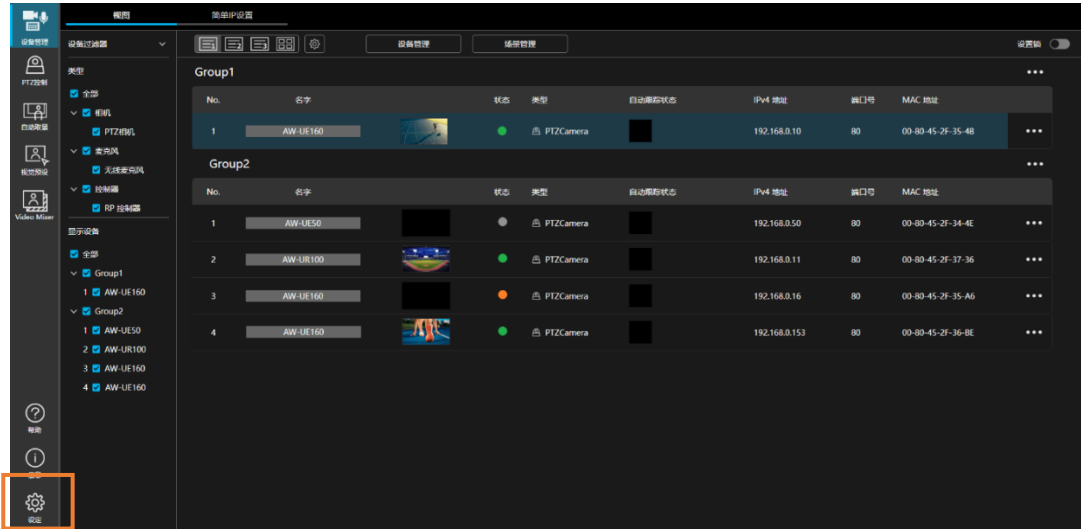 视图
简单IP设置
设备管理
PTZ控制
自动取景
视觉预设
Video Mixer
帮助
设定
设备过滤器
类型
全部
相机
PTZ相机
麦克风
无线麦克风
控制器
RP 控制器
显示设备
全部
Group1
1 AW-UE160
Group2
1 AW-UE50
2 AW-UR100
3 AW-UE160
4 AW-UE160
1 2 3
设备管理
场景管理
设置锁
Group1
No. 名字 状态 类型 自动跟踪状态 IPv4 地址 端口号 MAC 地址
1 AW-UE160 PTZCamera 192.168.0.10 80 00-80-45-2F-35-4B
Group2
No. 名字 状态 类型 自动跟踪状态 IPv4 地址 端口号 MAC 地址
1 AW-UE50 PTZCamera 192.168.0.50 80 00-80-45-2F-34-4E
2 AW-UR100 PTZCamera 192.168.0.11 80 00-80-45-2F-37-36
3 AW-UE160 PTZCamera 192.168.0.16 80 00-80-45-2F-35-A6
4 AW-UE160 PTZCamera 192.168.0.153 80 00-80-45-2F-36-BE